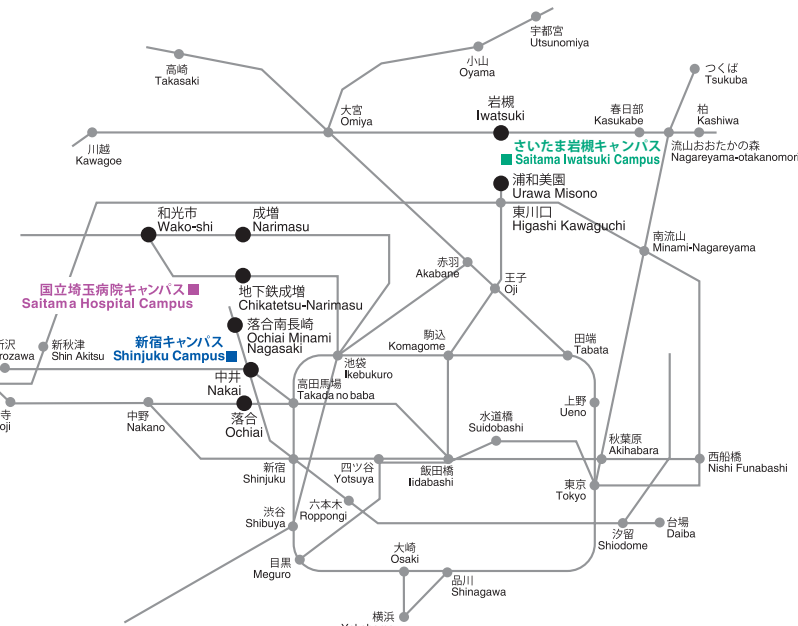 宇都宮
Utsunomiya
小山
Oyama
高崎
Takasaki
つくば
Tsukuba
大宮
Omiya
岩槻
Iwatsuki
春日部
Kasukabe
柏
Kashiwa
川越
Kawagoe
さいたま岩槻キャンパス
Saitama Iwatsuki Campus
流山おおたかの森
Nagareyama-otakanomori
浦和美園
Urawa Misono
東川口
Higashi Kawaguchi
和光市
Wako-shi
成増
Narimasu
南流山
Minami-Nagareyama
赤羽
Akabane
王子
Oji
国立埼玉病院キャンパス
Saitama Hospital Campus
地下鉄成増
Chikatetsu-Narimasu
落合南長崎
Ochiai Minami
Nagasaki
新宿キャンパス
Shinjuku Campus
新秋津
Shin Akitsu
沢
rozawa
駒込
Komagome
田端
Tabata
池袋
Ikebukuro
中井
Nakai
高田馬場
Takada no baba
上野
Ueno
寺
oji
中野
Nakano
落合
Ochiai
水道橋
Suidobashi
秋葉原
Akihabara
新宿
Shinjuku
四ツ谷
Yotsuya
飯田橋
Iidabashi
西船橋
Nishi Funabashi
東京
Tokyo
六本木
Roppongi
渋谷
Shibuya
汐留
Shiodome
台場
Daiba
目黒
Meguro
大崎
Osaki
品川
Shinagawa
横浜